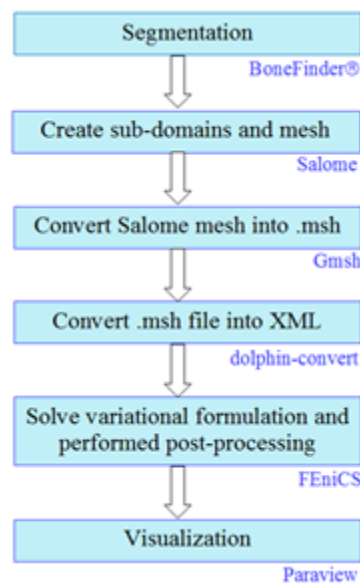 Segmentation
BoneFinder®
Create sub-domains and mesh
Salome
Convert Salome mesh into .msh
Gmsh
Convert .msh file into XML
dolphin-convert
Solve variational formulation and
performed post-processing
FEniCS
Visualization
Paraview